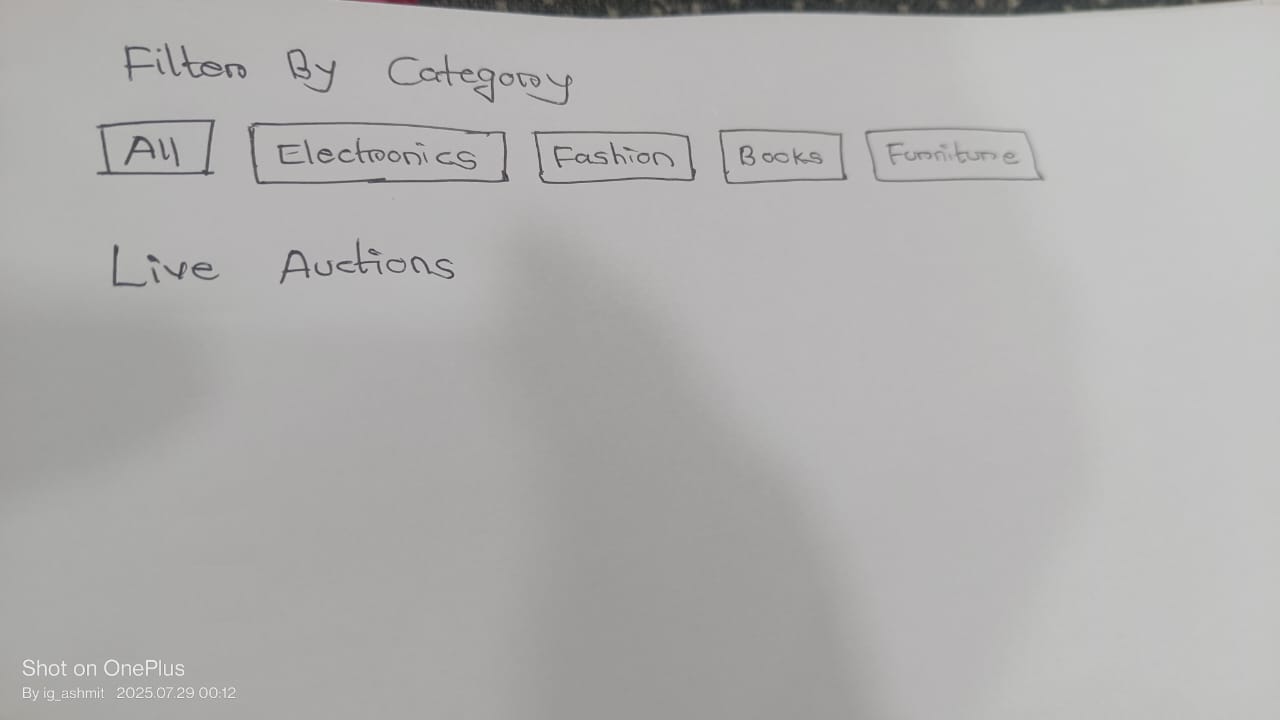 Filter By Category
All Electronics Fashion Books Furniture
Live Auctions
Shot on OnePlus
By ig_ashmit 2025.07.29 00:12